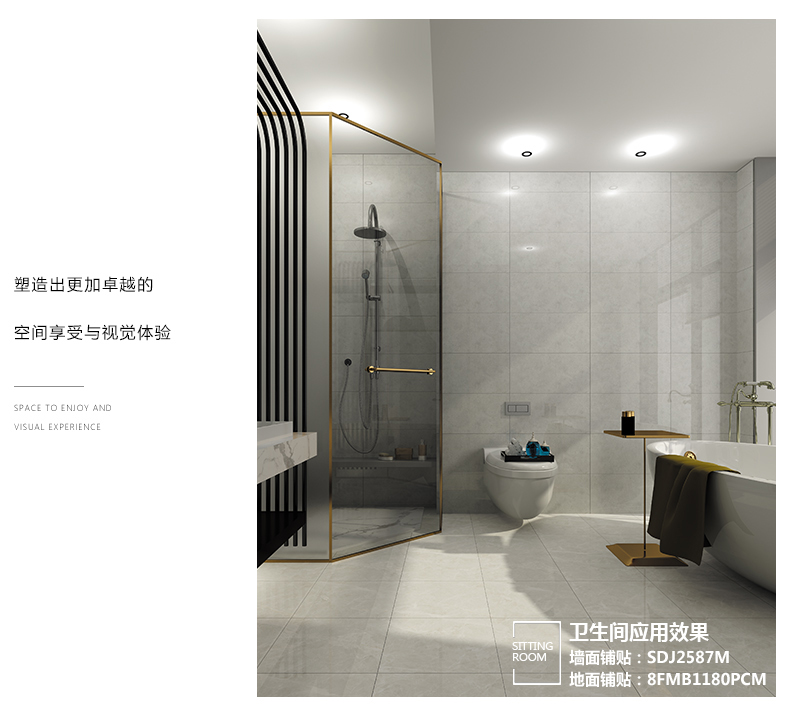 塑造出更加卓越的
空间享受与视觉体验
SPACE TO ENJOY AND
VISUAL EXPERIENCE
SITTING
ROOM
卫生间应用效果
墙面铺贴：SDJ2587M
地面铺贴：8FMB1180PCM